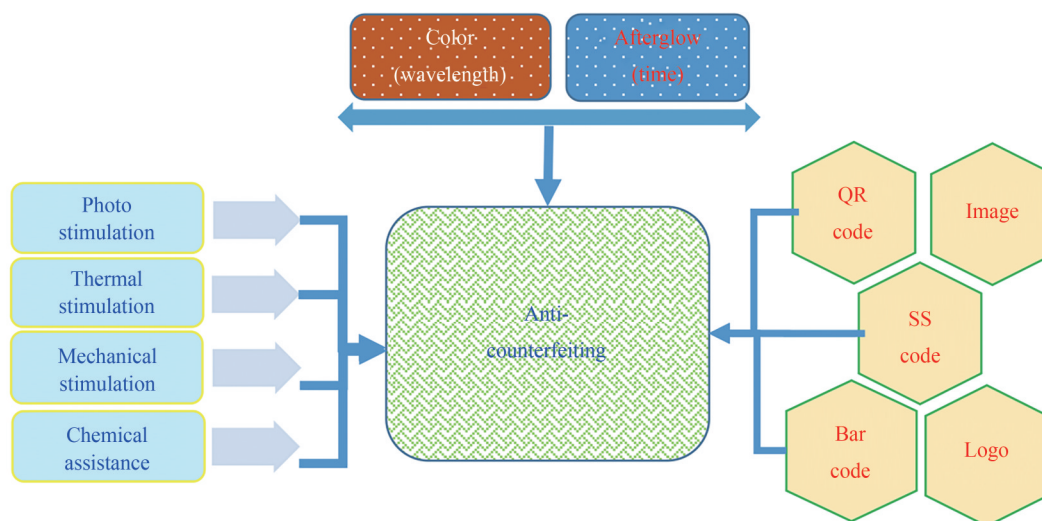 Color
(wavelength)
Afterglow
(time)
Photo
stimulation
Thermal
stimulation
Mechanical
stimulation
Chemical
assistance
Anti-
counterfeiting
QR
code
Image
SS
code
Bar
code
Logo